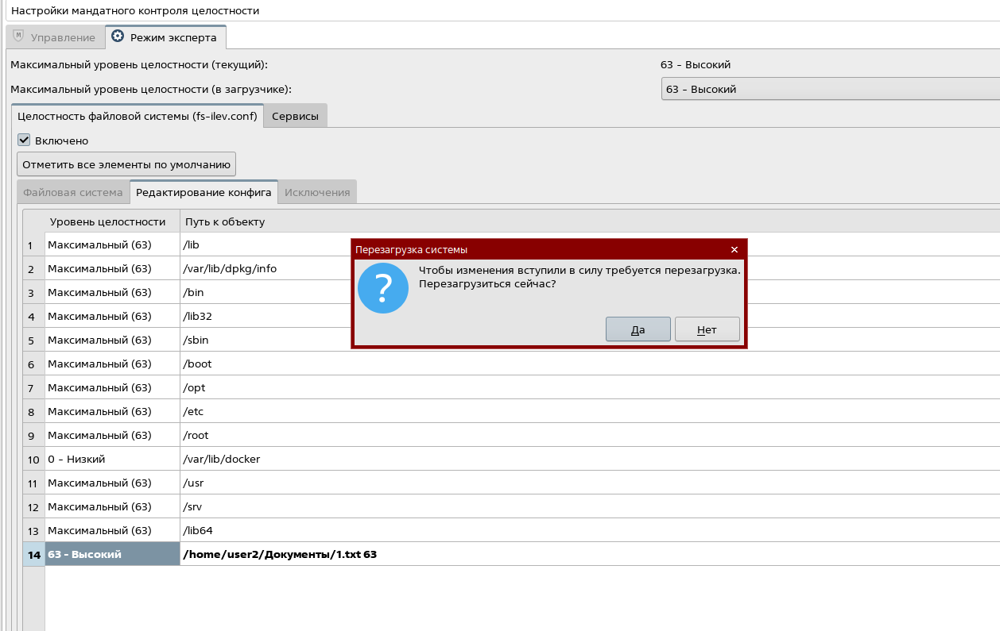 Настройки мандатного контроля целостности
Управление Режим эксперта
Максимальный уровень целостности (текущий): 63 – Высокий
Максимальный уровень целостности (в загрузчике): 63 – Высокий
Целостность файловой системы (fs-ilev.conf) Сервисы
Включено
Отметить все элементы по умолчанию
Файловая система Редактирование конфига Исключения
Уровень целостности Путь к объекту
1 Максимальный (63) /lib
2 Максимальный (63) /var/lib/dpkg/info
3 Максимальный (63) /bin
4 Максимальный (63) /lib32
5 Максимальный (63) /sbin
6 Максимальный (63) /boot
7 Максимальный (63) /opt
8 Максимальный (63) /etc
9 Максимальный (63) /root
10 0 – Низкий /var/lib/docker
11 Максимальный (63) /usr
12 Максимальный (63) /srv
13 Максимальный (63) /lib64
14 63 – Высокий /home/user2/Документы/1.txt 63
Перезагрузка системы
Чтобы изменения вступили в силу требуется перезагрузка.
Перезагрузиться сейчас?
Да Нет